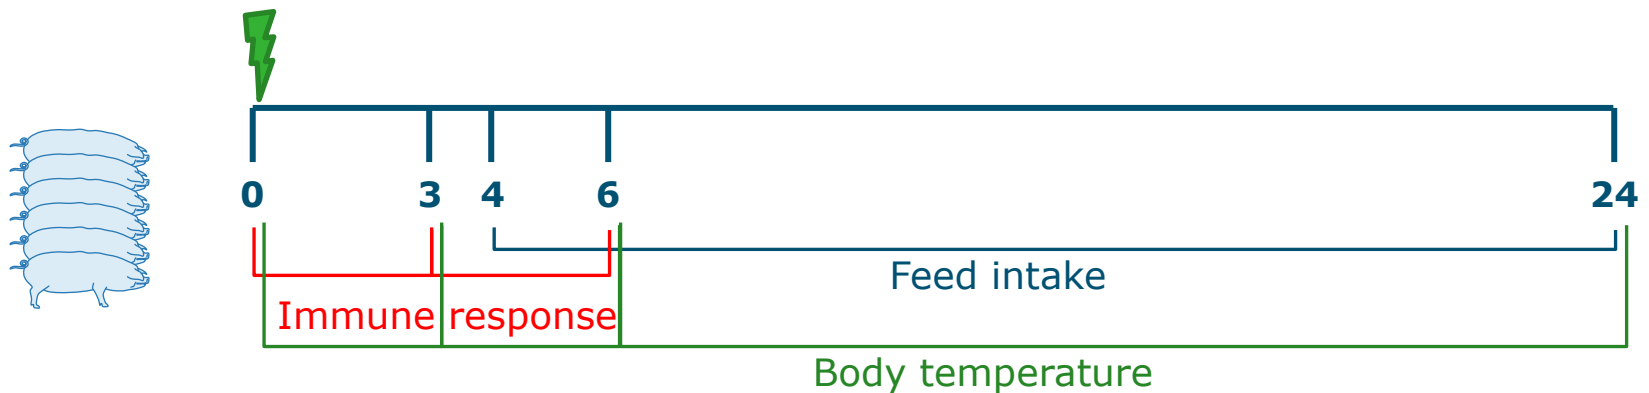 0 3 4 6 24
Feed intake
Immune response
Body temperature